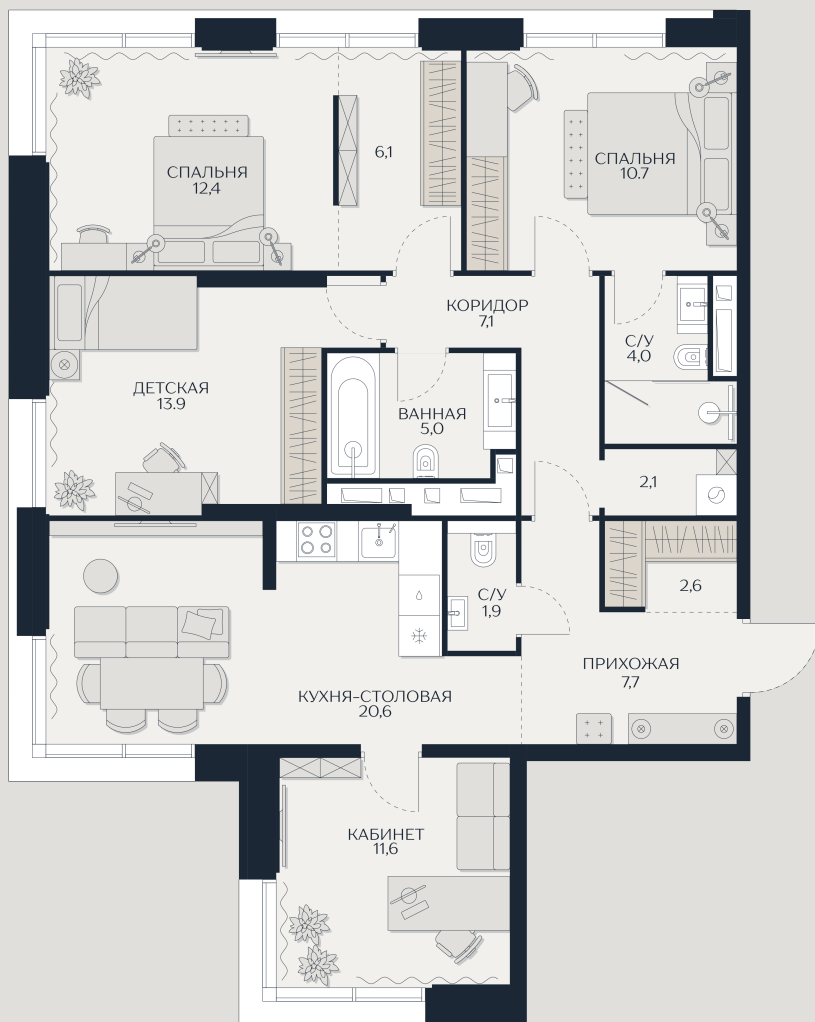 6,1
СПАЛЬНЯ
12,4
СПАЛЬНЯ
10.7
КОРИДОР
7,1
С/У
4,0
ДЕТСКАЯ
13.9
ВАННАЯ
5,0
2,1
С/У
1,9
2,6
ПРИХОЖАЯ
7,7
КУХНЯ-СТОЛОВАЯ
20,6
КАБИНЕТ
11,6